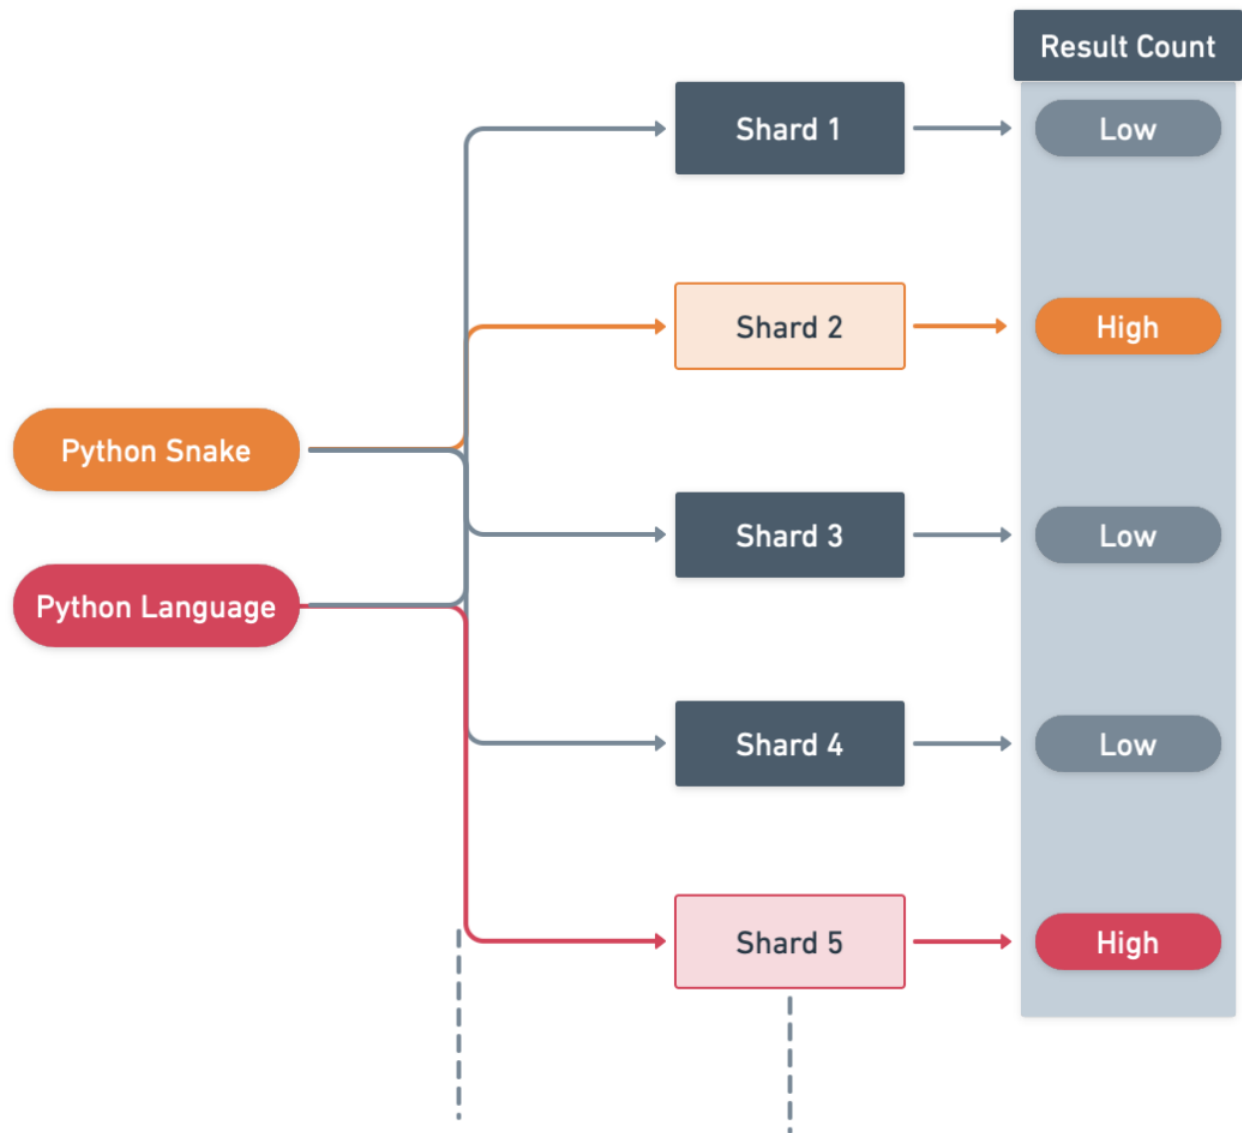 Result Count
Shard 1
Low
Shard 2
High
Python Snake
Shard 3
Low
Python Language
Shard 4
Low
Shard 5
High